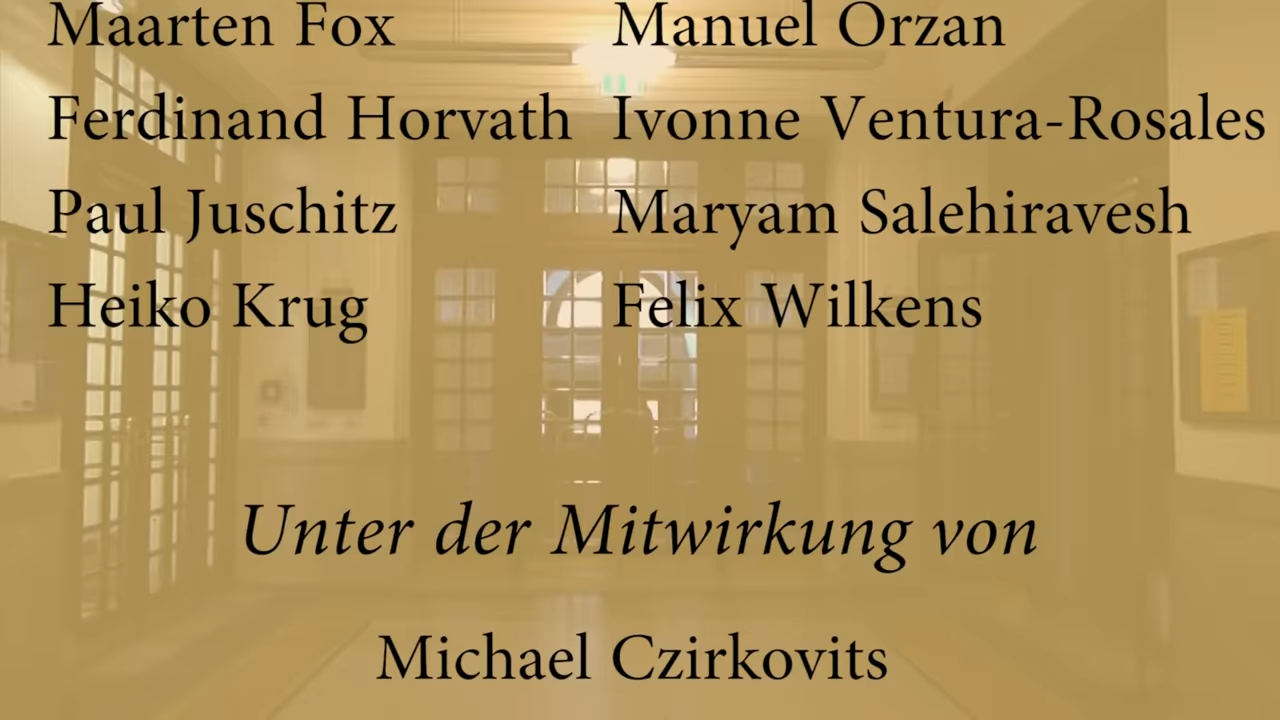 Maarten Fox Manuel Orzan
Ferdinand Horvath Ivonne Ventura-Rosales
Paul Juschitz Maryam Salehiravesh
Heiko Krug Felix Wilkens
Unter der Mitwirkung von
Michael Czirkovits